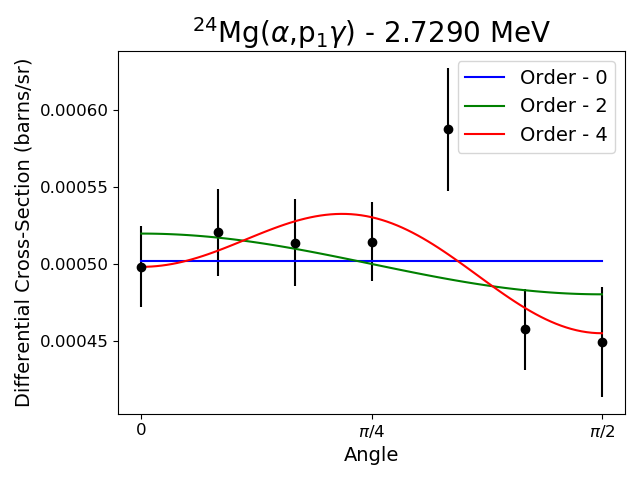 ²⁴Mg(α,p₁γ) - 2.7290 MeV
Differential Cross-Section (barns/sr)
0.00060
0.00055
0.00050
0.00045
Order - 0
Order - 2
Order - 4
0
π/4
π/2
Angle